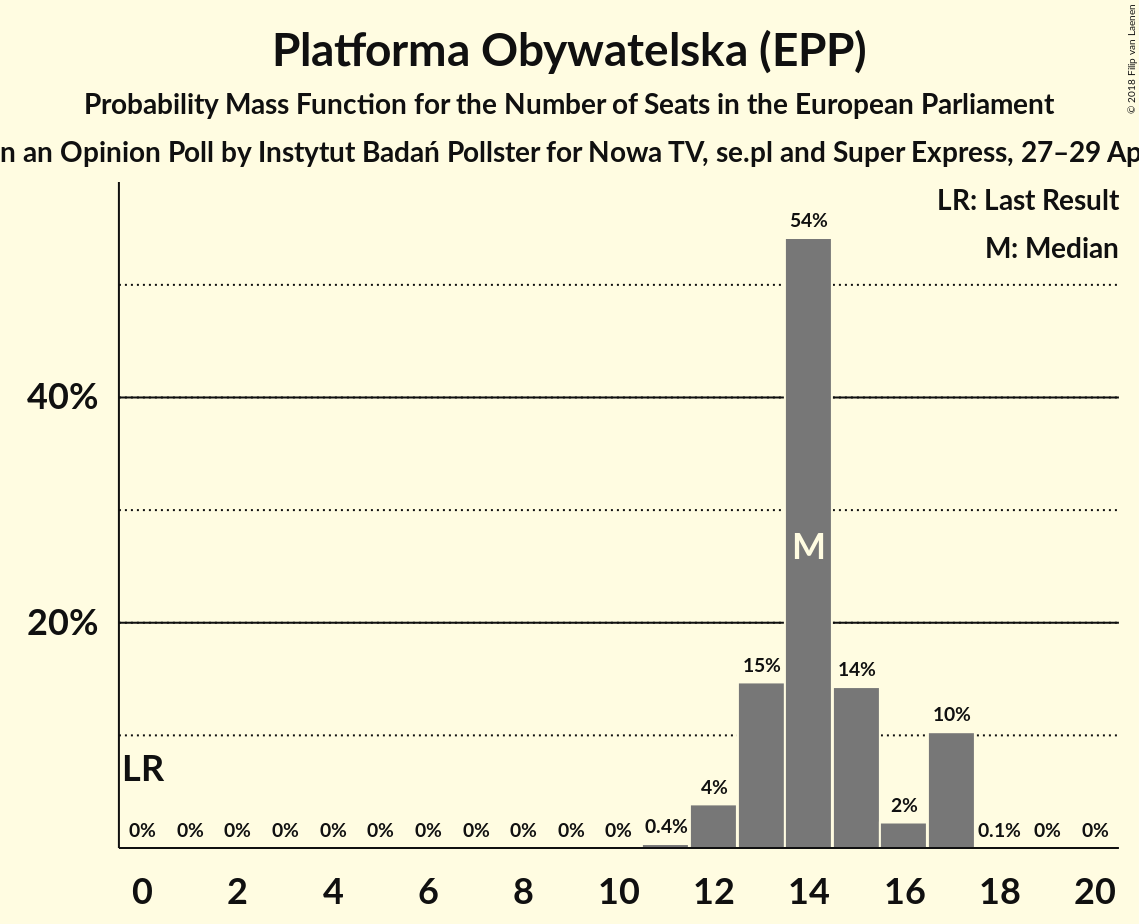 Platforma Obywatelska (EPP)
Probability Mass Function for the Number of Seats in the European Parliament
n an Opinion Poll by Instytut Badań Pollster for Nowa TV, se.pl and Super Express, 27–29 Ap
© 2018 Filip van Laenen
LR: Last Result
M: Median
54%
40%
M
20%
15%
14%
10%
LR
4%
2%
0% 0% 0% 0% 0% 0% 0% 0% 0% 0% 0% 0.4% 0.1% 0% 0%
0 2 4 6 8 10 12 14 16 18 20